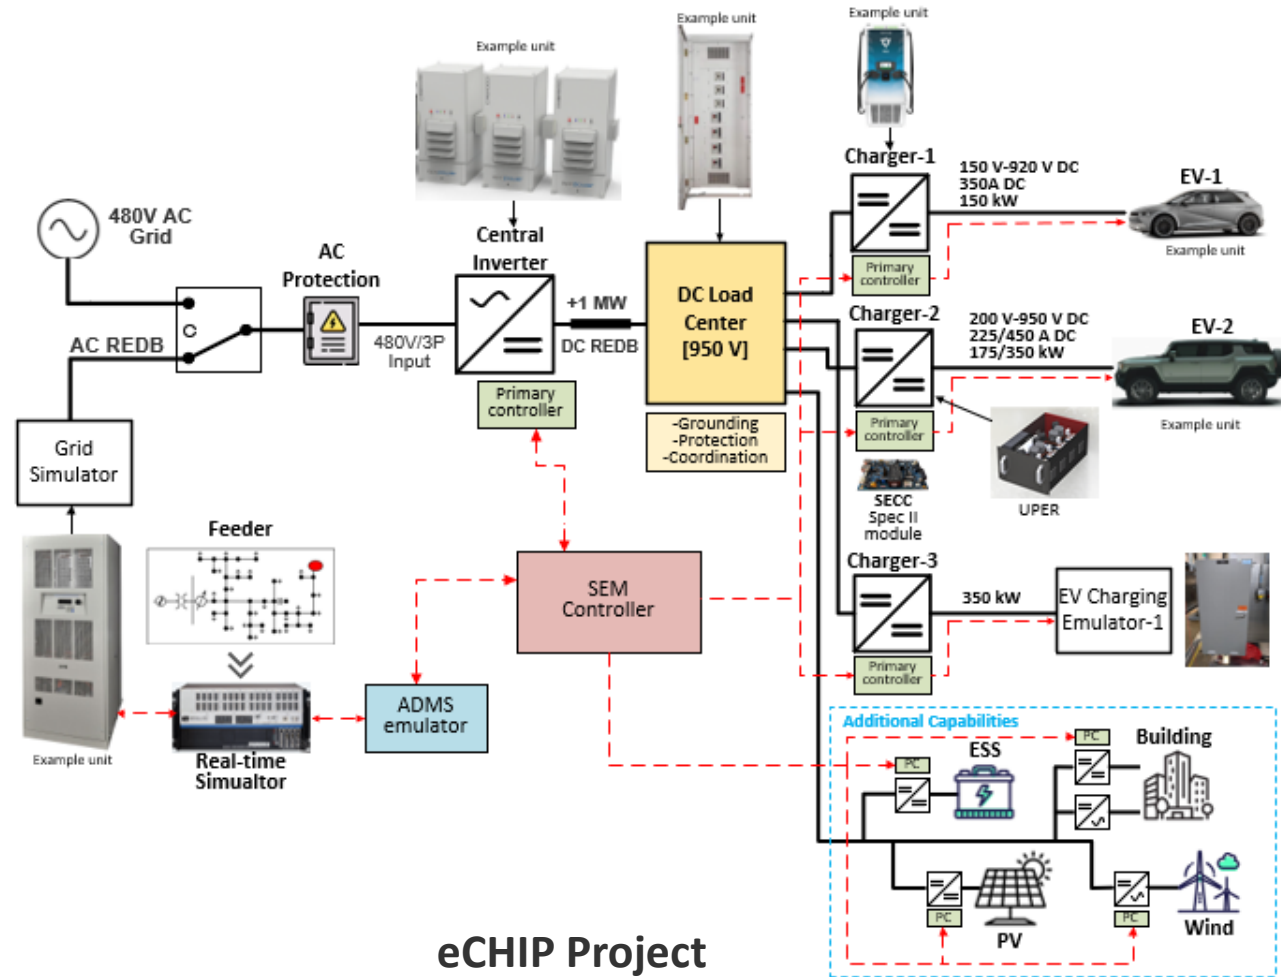 Example unit
Example unit
Example unit
Charger-1
150 V-920 V DC
350A DC
150 kW
EV-1
Example unit
480V AC
Grid
AC
Protection
Central
Inverter
Primary
controller
+1 MW
DC REDB
DC Load
Center
[950 V]
AC REDB
480V/3P
Input
Charger-2
200 V-950 V DC
225/450 A DC
175/350 kW
EV-2
Example unit
Primary
controller
-Grounding
-Protection
-Coordination
Primary
controller
SECC
Spec II
module
UPER
Grid
Simulator
Feeder
SEM
Controller
Charger-3
350 kW
EV Charging
Emulator-1
Primary
controller
ADMS
emulator
Example unit
Real-time
Simualtor
Additional Capabilities
PC
Building
PC
ESS
PC
PV
PC
Wind
eCHIP Project